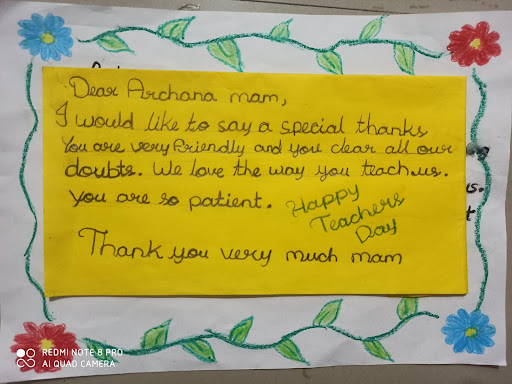 Dear Archana mam,
I would like to say a special thanks
You are very friendly and you clear all our
doubts. We love the way you teach us.
You are so patient.
Happy
Teachers
Day
Thank you very much mam
REDMI NOTE 8 PRO
AI QUAD CAMERA